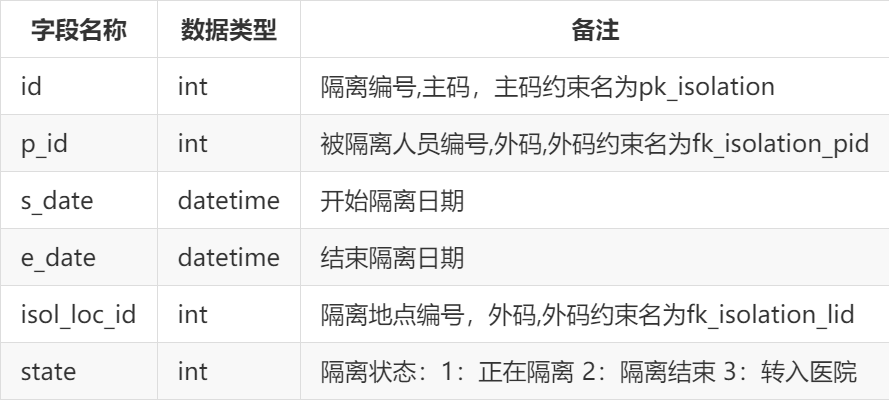 字段名称 数据类型 备注
id int 隔离编号,主码，主码约束名为pk_isolation
p_id int 被隔离人员编号,外码,外码约束名为fk_isolation_pid
s_date datetime 开始隔离日期
e_date datetime 结束隔离日期
isol_loc_id int 隔离地点编号，外码,外码约束名为fk_isolation_lid
state int 隔离状态：1：正在隔离 2：隔离结束 3：转入医院